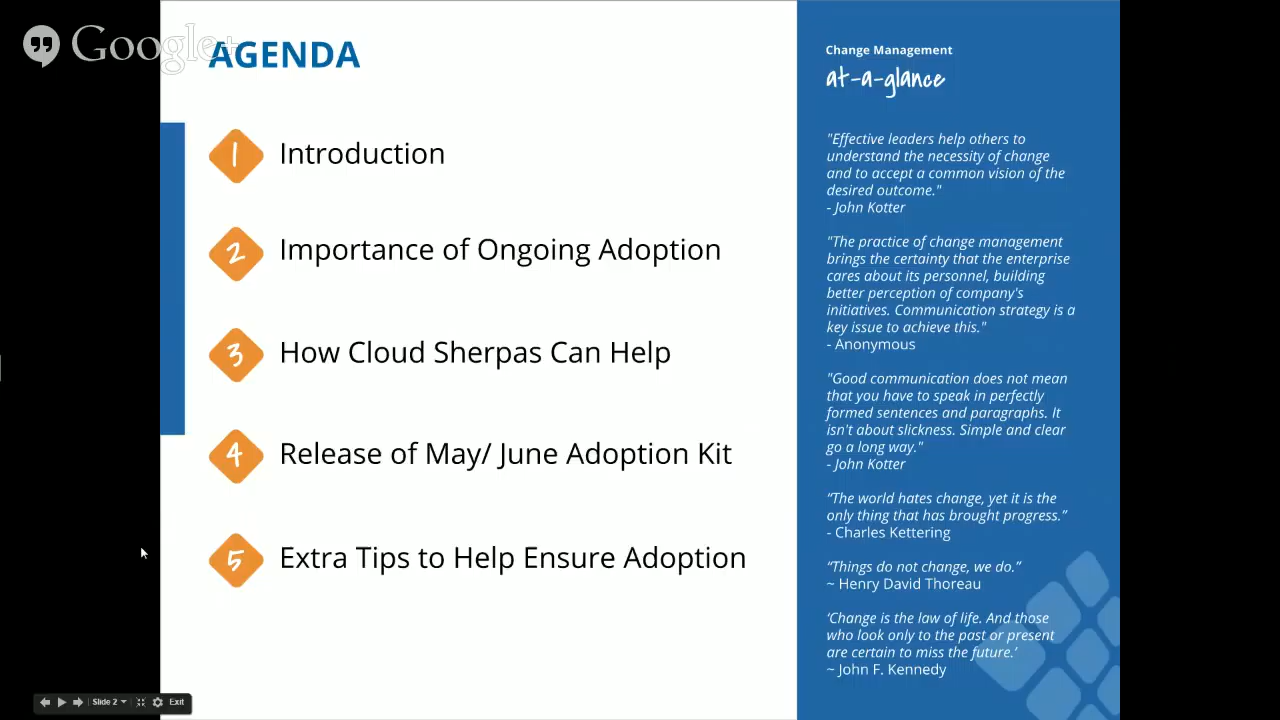 Google+
AGENDA
1 Introduction
2 Importance of Ongoing Adoption
3 How Cloud Sherpas Can Help
4 Release of May/ June Adoption Kit
5 Extra Tips to Help Ensure Adoption
Change Management
at-a-glance
"Effective leaders help others to
understand the necessity of change
and to accept a common vision of the
desired outcome."
- John Kotter
"The practice of change management
brings the certainty that the enterprise
cares about its personnel, building
better perception of company's
initiatives. Communication strategy is a
key issue to achieve this."
- Anonymous
"Good communication does not mean
that you have to speak in perfectly
formed sentences and paragraphs. It
isn't about slickness. Simple and clear
go a long way."
- John Kotter
“The world hates change, yet it is the
only thing that has brought progress.”
- Charles Kettering
“Things do not change, we do.”
~ Henry David Thoreau
‘Change is the law of life. And those
who look only to the past or present
are certain to miss the future.’
~ John F. Kennedy
Slide 2 Exit